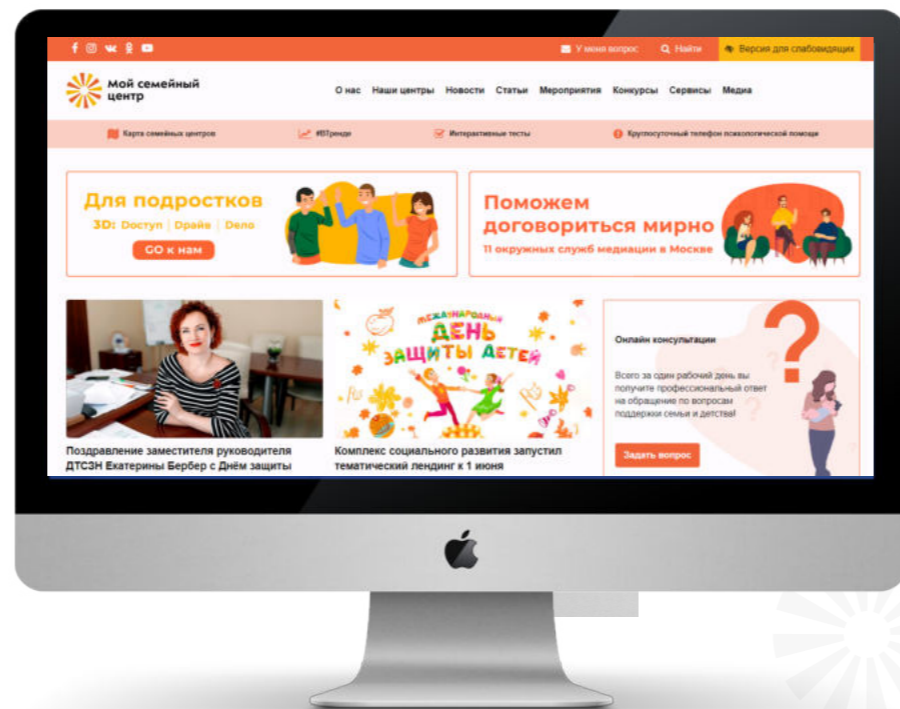 У меня вопрос
Найти
Версия для слабовидящих
Мой семейный
центр
О нас Наши центры Новости Статьи Мероприятия Конкурсы Сервисы Медиа
Карта семейных центров
#ВТренде
Интерактивные тесты
Круглосуточный телефон психологической помощи
Для подростков
3D: Доступ | Драйв | Дело
GO к нам
Поможем
договориться мирно
11 окружных служб медиации в Москве
МЕЖДУНАРОДНЫЙ
ДЕНЬ
ЗАЩИТЫ ДЕТЕЙ
Поздравление заместителя руководителя
ДТСЗН Екатерины Бербер с Днём защиты
Комплекс социального развития запустил
тематический лендинг к 1 июня
Онлайн консультации
Всего за один рабочий день вы
получите профессиональный ответ
на обращение по вопросам
поддержки семьи и детства!
Задать вопрос